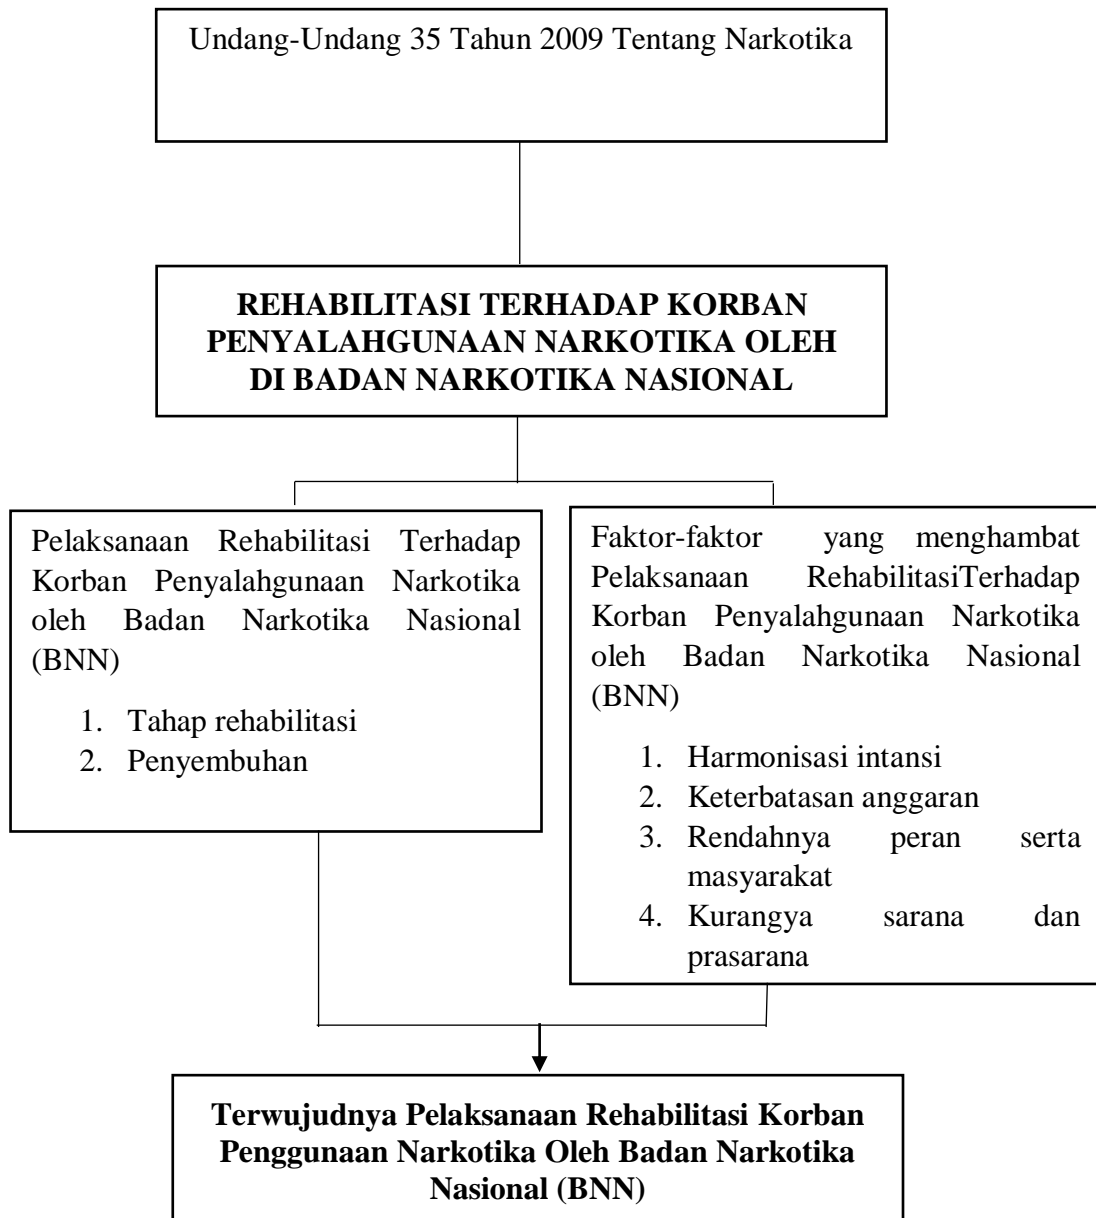 Undang-Undang 35 Tahun 2009 Tentang Narkotika
REHABILITASI TERHADAP KORBAN
PENYALAHGUNAAN NARKOTIKA OLEH
DI BADAN NARKOTIKA NASIONAL
Pelaksanaan Rehabilitasi Terhadap
Korban Penyalahgunaan Narkotika
oleh Badan Narkotika Nasional
(BNN)
1. Tahap rehabilitasi
2. Penyembuhan
Faktor-faktor yang menghambat
Pelaksanaan RehabilitasiTerhadap
Korban Penyalahgunaan Narkotika
oleh Badan Narkotika Nasional
(BNN)
1. Harmonisasi intansi
2. Keterbatasan anggaran
3. Rendahnya peran serta
masyarakat
4. Kurangya sarana dan
prasarana
Terwujudnya Pelaksanaan Rehabilitasi Korban
Penggunaan Narkotika Oleh Badan Narkotika
Nasional (BNN)